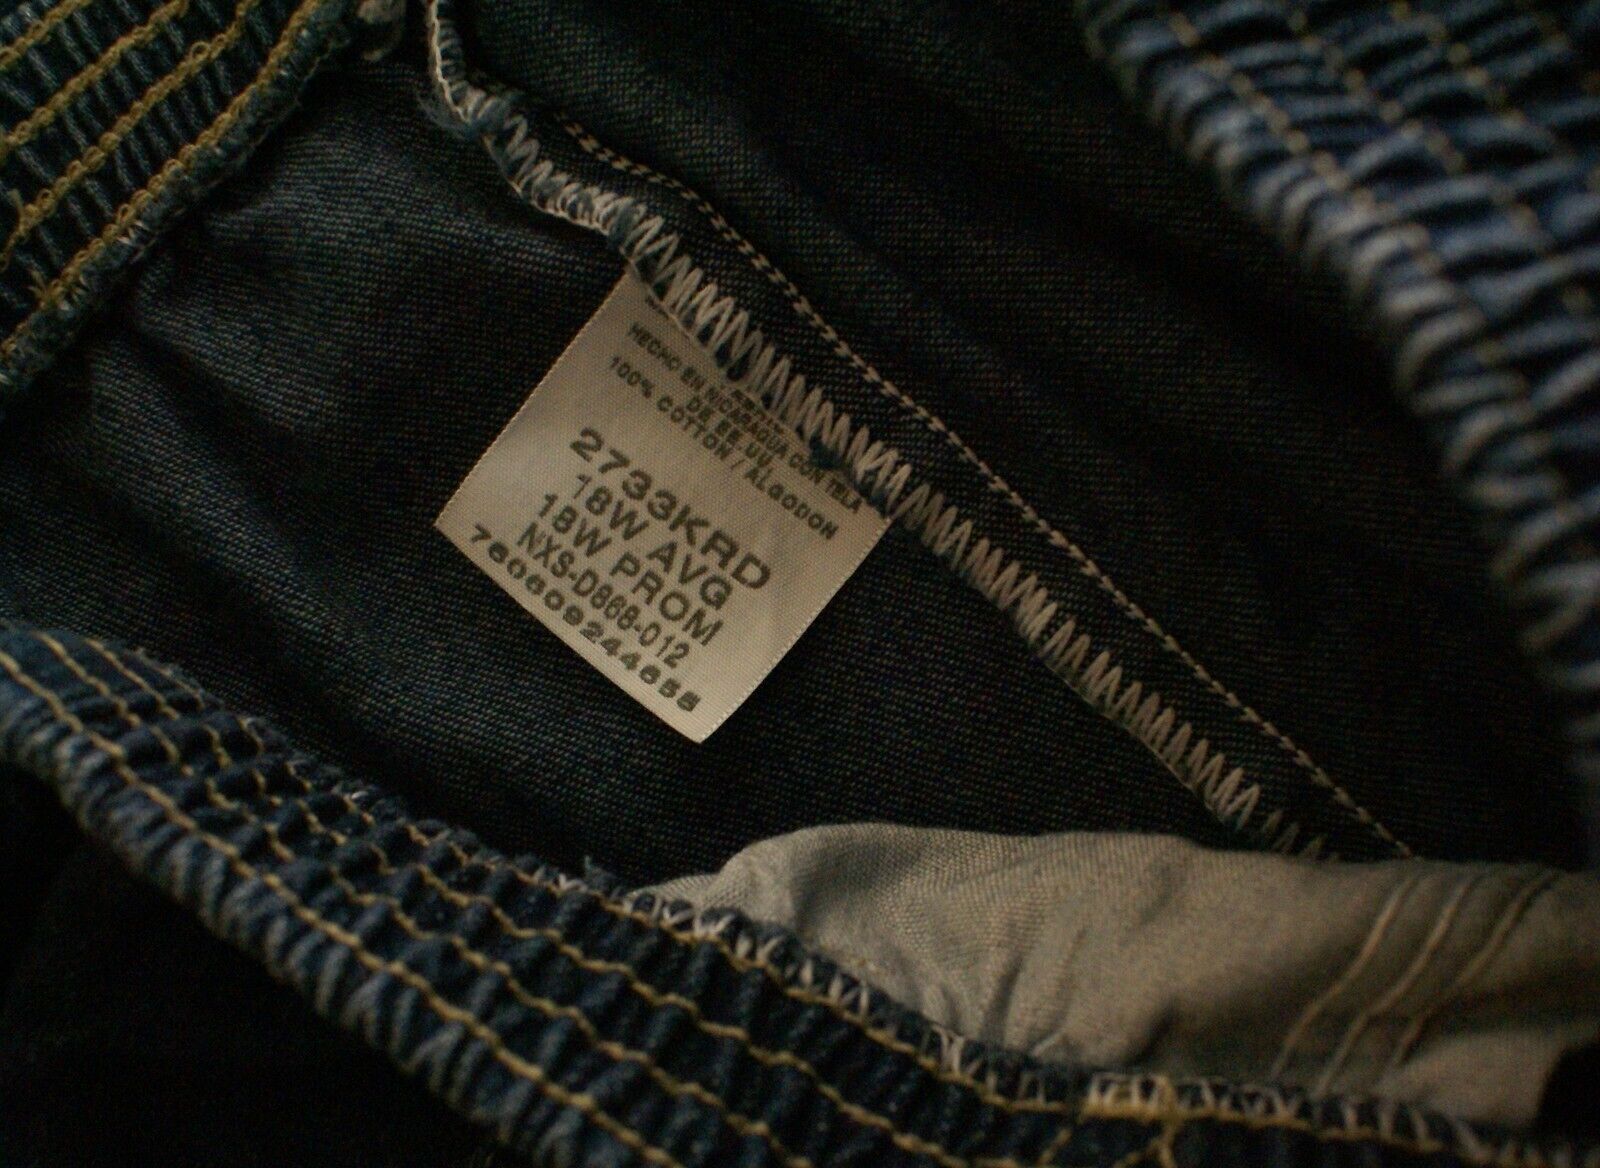 HECHO EN NICARAGUA CON TELA
DE EE.UU.
100% COTTON / ALGODON
2733KRD
18W AVG
18W PROM
NXS-D868-012
7606092446